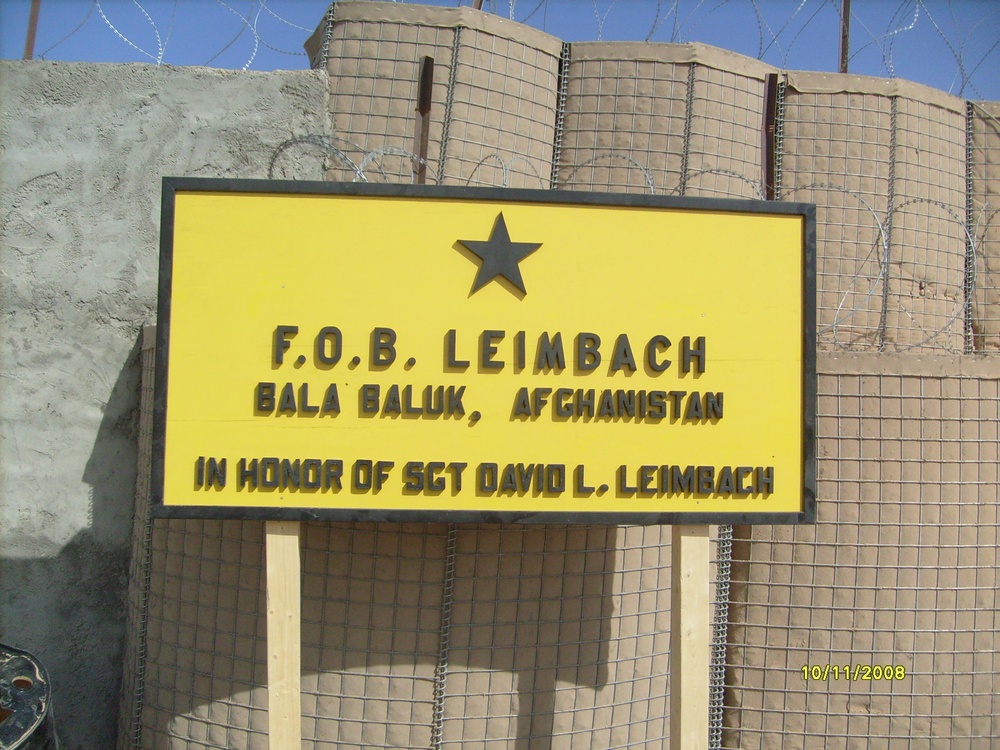 F.O.B. LEIMBACH
BALA BALUK, AFGHANISTAN
IN HONOR OF SGT DAVID L. LEIMBACH
10/11/2008